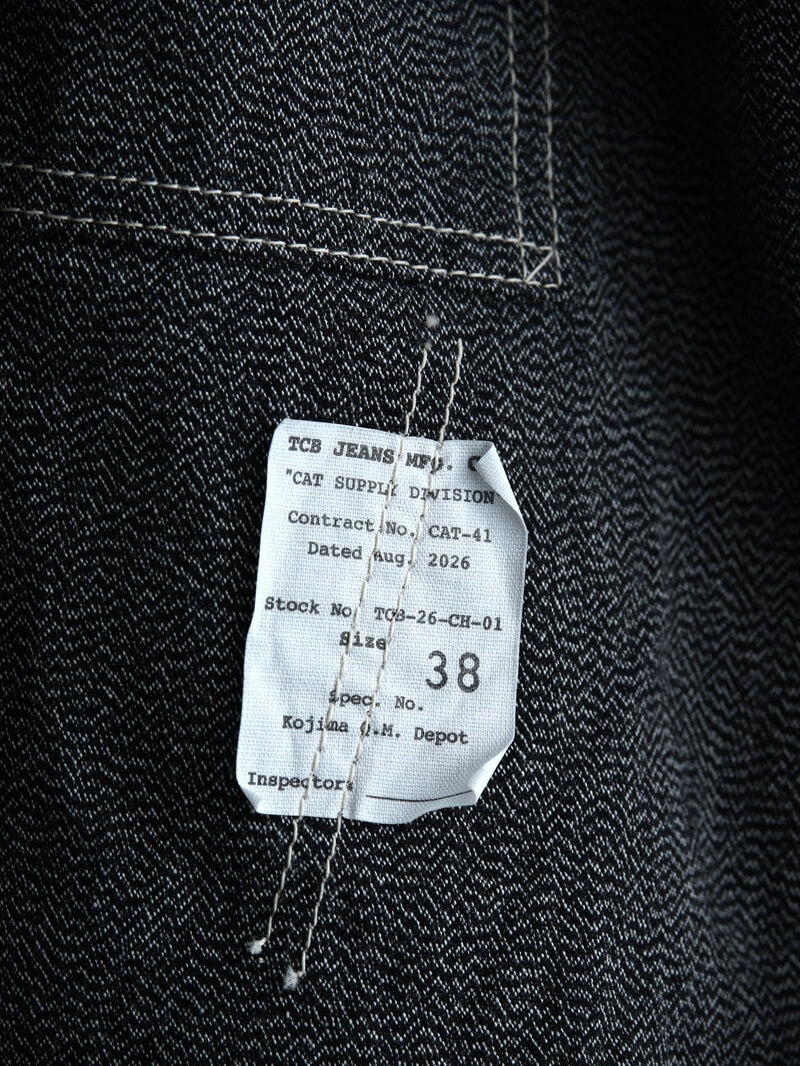 TCB JEANS MFG. C
"CAT SUPPLY DIVISION
Contract No. CAT-41
Dated Aug. 2026
Stock No. TCB-26-CH-01
Size
38
Spec. No.
Kojima Q.M. Depot
Inspector: